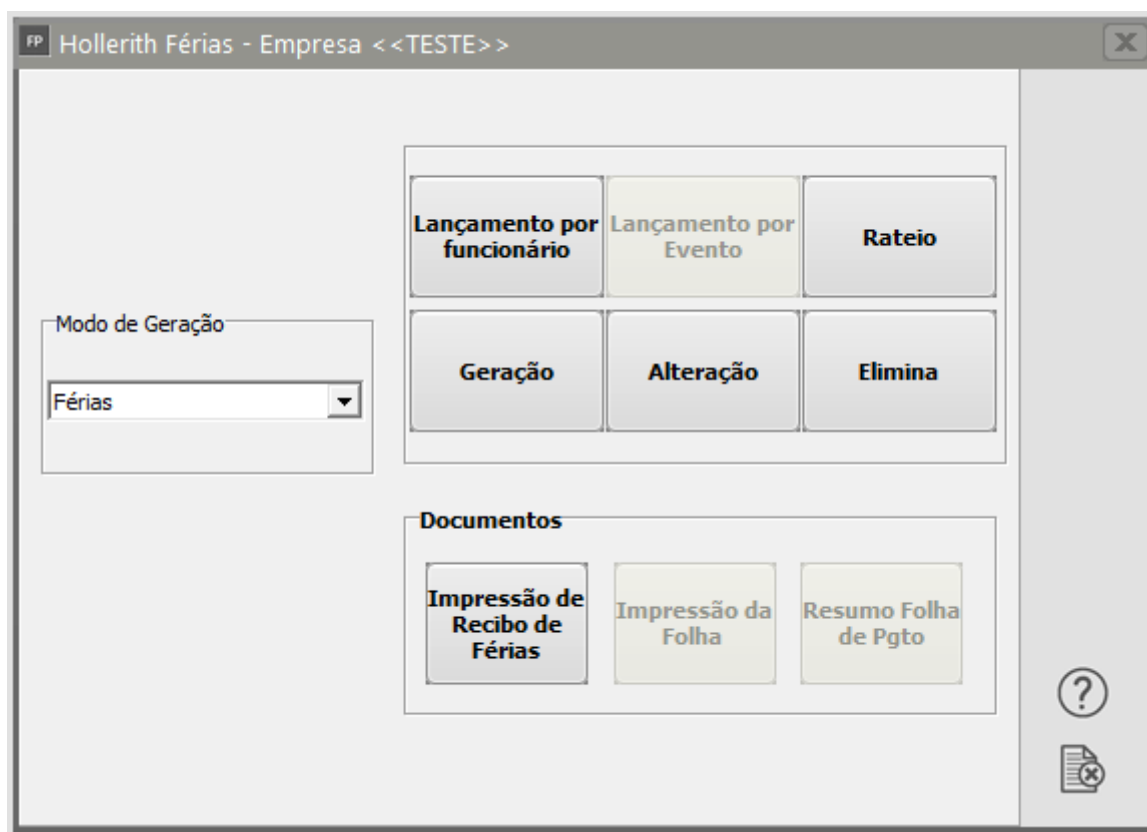 FP Hollerith Férias - Empresa <<TESTE>>
Modo de Geração
Férias
Lançamento por
funcionário
Lançamento por
Evento
Rateio
Geração
Alteração
Elimina
Documentos
Impressão de
Recibo de
Férias
Impressão da
Folha
Resumo Folha
de Pgto
?